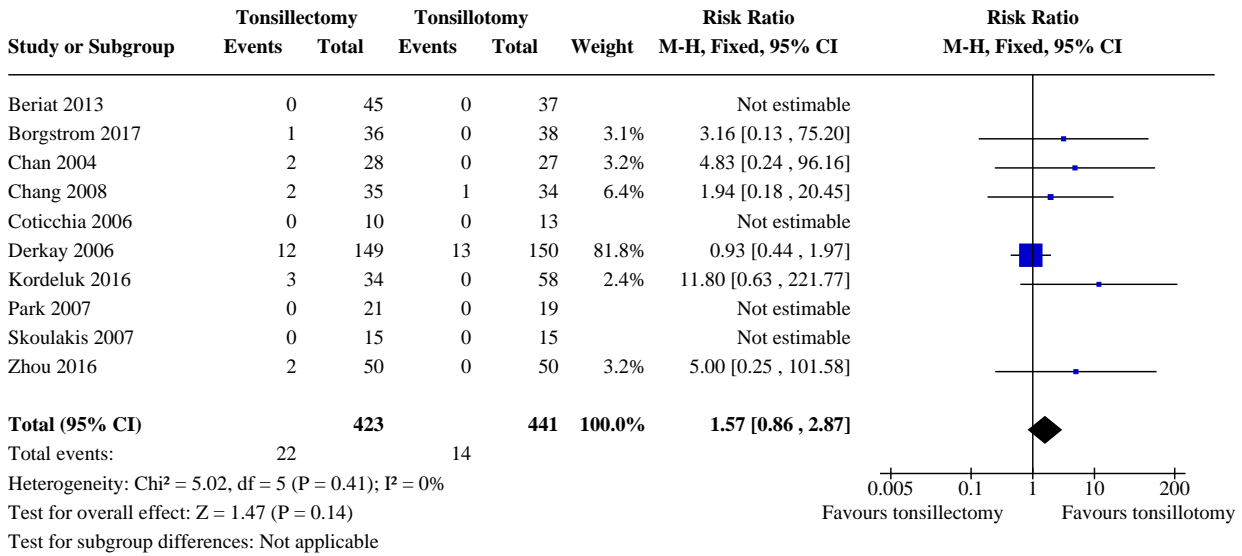 Tonsillectomy Tonsillotomy Risk Ratio Risk Ratio
Study or Subgroup Events Total Events Total Weight M-H, Fixed, 95% CI M-H, Fixed, 95% CI
Beriat 2013 0 45 0 37 Not estimable
Borgstrom 2017 1 36 0 38 3.1% 3.16 [0.13 , 75.20]
Chan 2004 2 28 0 27 3.2% 4.83 [0.24 , 96.16]
Chang 2008 2 35 1 34 6.4% 1.94 [0.18 , 20.45]
Coticchia 2006 0 10 0 13 Not estimable
Derkay 2006 12 149 13 150 81.8% 0.93 [0.44 , 1.97]
Kordeluk 2016 3 34 0 58 2.4% 11.80 [0.63 , 221.77]
Park 2007 0 21 0 19 Not estimable
Skoulakis 2007 0 15 0 15 Not estimable
Zhou 2016 2 50 0 50 3.2% 5.00 [0.25 , 101.58]
Total (95% CI) 423 441 100.0% 1.57 [0.86 , 2.87]
Total events: 22 14
Heterogeneity: Chi² = 5.02, df = 5 (P = 0.41); I² = 0%
0.005 0.1 1 10 200
Test for overall effect: Z = 1.47 (P = 0.14) Favours tonsillectomy Favours tonsillotomy
Test for subgroup differences: Not applicable